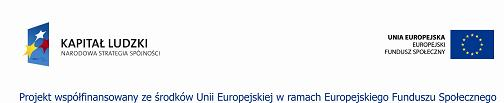 KAPITAŁ LUDZKI
NARODOWA STRATEGIA SPÓJNOŚCI
UNIA EUROPEJSKA
EUROPEJSKI
FUNDUSZ SPOŁECZNY
Projekt współfinansowany ze środków Unii Europejskiej w ramach Europejskiego Funduszu Społecznego